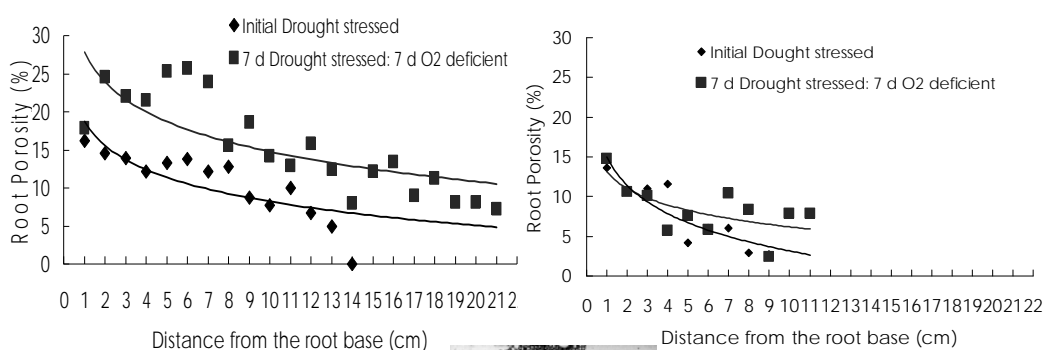 Initial Drought stressed
7 d Drought stressed: 7 d O2 deficient
30
25
20
15
10
5
0
Root Porosity (%)
0 1 2 3 4 5 6 7 8 9 10 11 12 13 14 15 16 17 18 19 20 21 2
Distance from the root base (cm)
Initial Dought stressed
7 d Drought stressed: 7 d O2 deficient
30
25
20
15
10
5
0
Root Porosity (%)
0 1 2 3 4 5 6 7 8 9 10 11 12 13 14 15 16 17 18 19 20 21 22
Distance from the root base (cm)